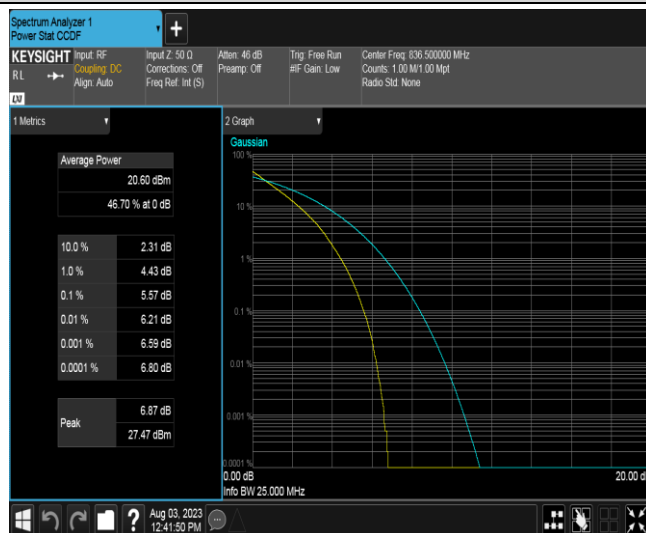 Spectrum Analyzer 1
Power Stat CCDF
+
KEYSIGHT
RL
LXI
Input: RF
Coupling: DC
Align: Auto
Input Z: 50 Ω
Corrections: Off
Freq Ref: Int (S)
Atten: 46 dB
Preamp: Off
Trig: Free Run
#IF Gain: Low
Center Freq: 836.500000 MHz
Counts: 1.00 M/1.00 Mpt
Radio Std: None
1 Metrics
Average Power
20.60 dBm
46.70 % at 0 dB
10.0 % 2.31 dB
1.0 % 4.43 dB
0.1 % 5.57 dB
0.01 % 6.21 dB
0.001 % 6.59 dB
0.0001 % 6.80 dB
Peak
6.87 dB
27.47 dBm
2 Graph
Gaussian
100 %
10 %
1 %
0.1 %
0.01 %
0.001 %
0.0001 %
0.00 dB 20.00 d
Info BW 25.000 MHz
?
Aug 03, 2023
12:41:50 PM